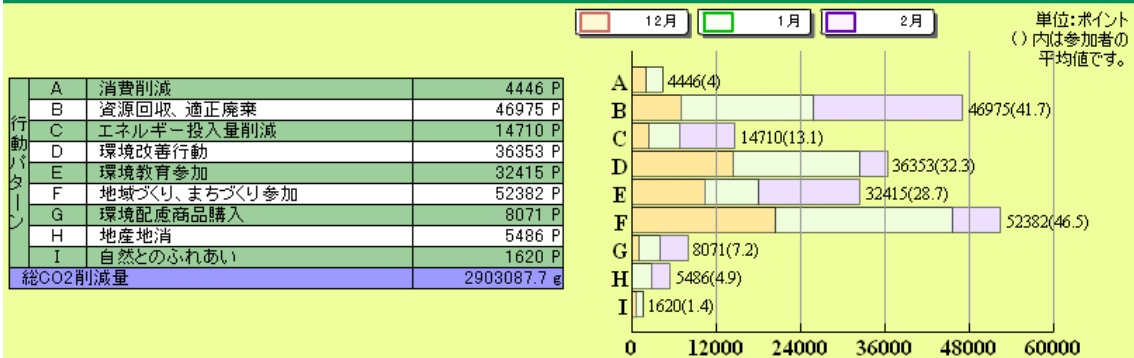 12月 1月 2月
単位:ポイント
()内は参加者の
平均値です。
行動パターン
A 消費削減 4446 P
B 資源回収、適正廃棄 46975 P
C エネルギー投入量削減 14710 P
D 環境改善行動 36353 P
E 環境教育参加 32415 P
F 地域づくり、まちづくり参加 52382 P
G 環境配慮商品購入 8071 P
H 地産地消 5486 P
I 自然とのふれあい 1620 P
総CO2削減量 2903087.7 g
A 4446(4)
B 46975(41.7)
C 14710(13.1)
D 36353(32.3)
E 32415(28.7)
F 52382(46.5)
G 8071(7.2)
H 5486(4.9)
I 1620(1.4)
0 12000 24000 36000 48000 60000